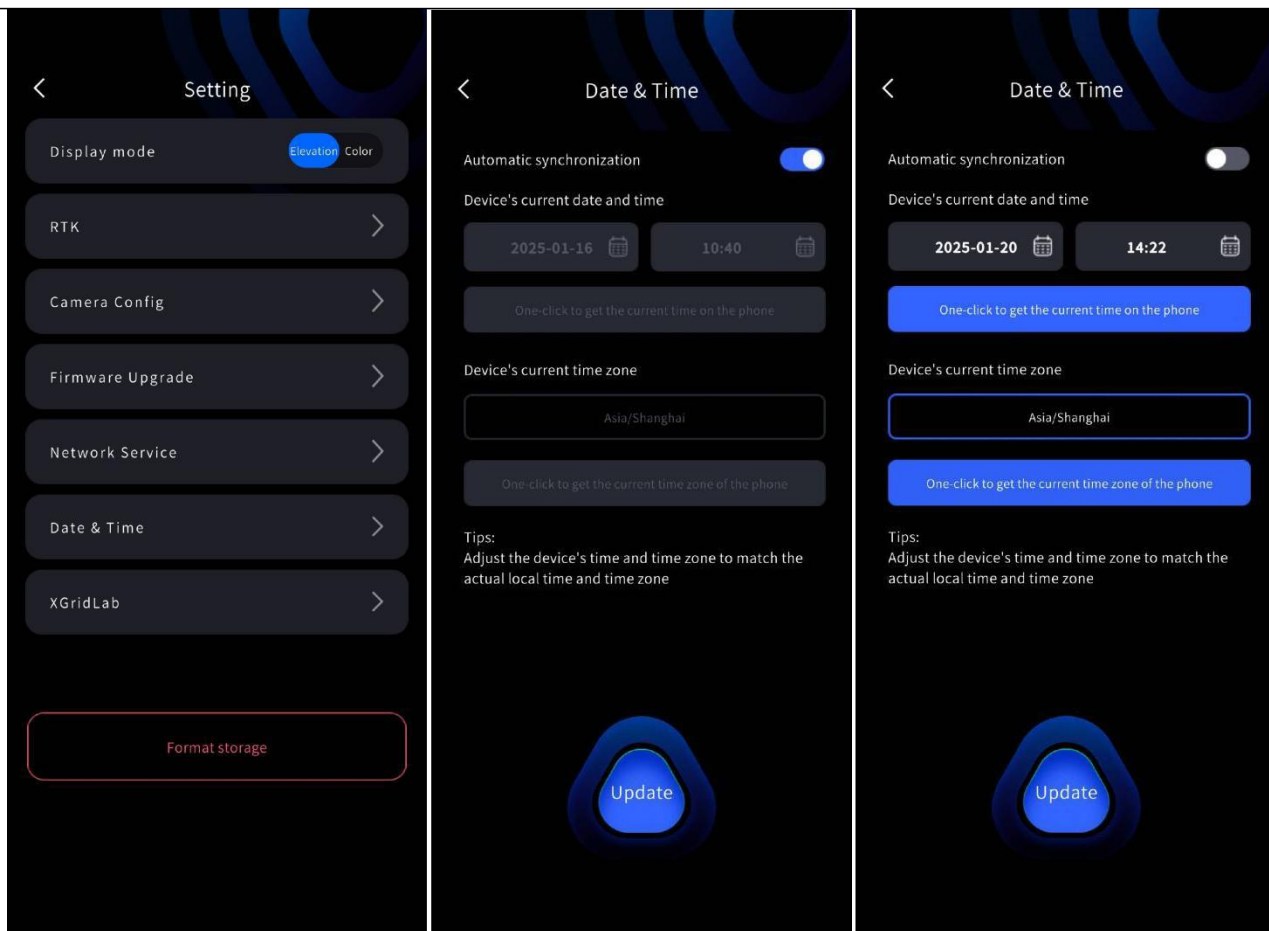 Setting
Display mode
Elevation Color
RTK
Camera Config
Firmware Upgrade
Network Service
Date & Time
XGridLab
Format storage
Date & Time
Automatic synchronization
Device's current date and time
2025-01-16 10:40
One-click to get the current time on the phone
Device's current time zone
Asia/Shanghai
One-click to get the current time zone of the phone
Tips:
Adjust the device's time and time zone to match the
actual local time and time zone
Update
Date & Time
Automatic synchronization
Device's current date and time
2025-01-20 14:22
One-click to get the current time on the phone
Device's current time zone
Asia/Shanghai
One-click to get the current time zone of the phone
Tips:
Adjust the device's time and time zone to match the
actual local time and time zone
Update